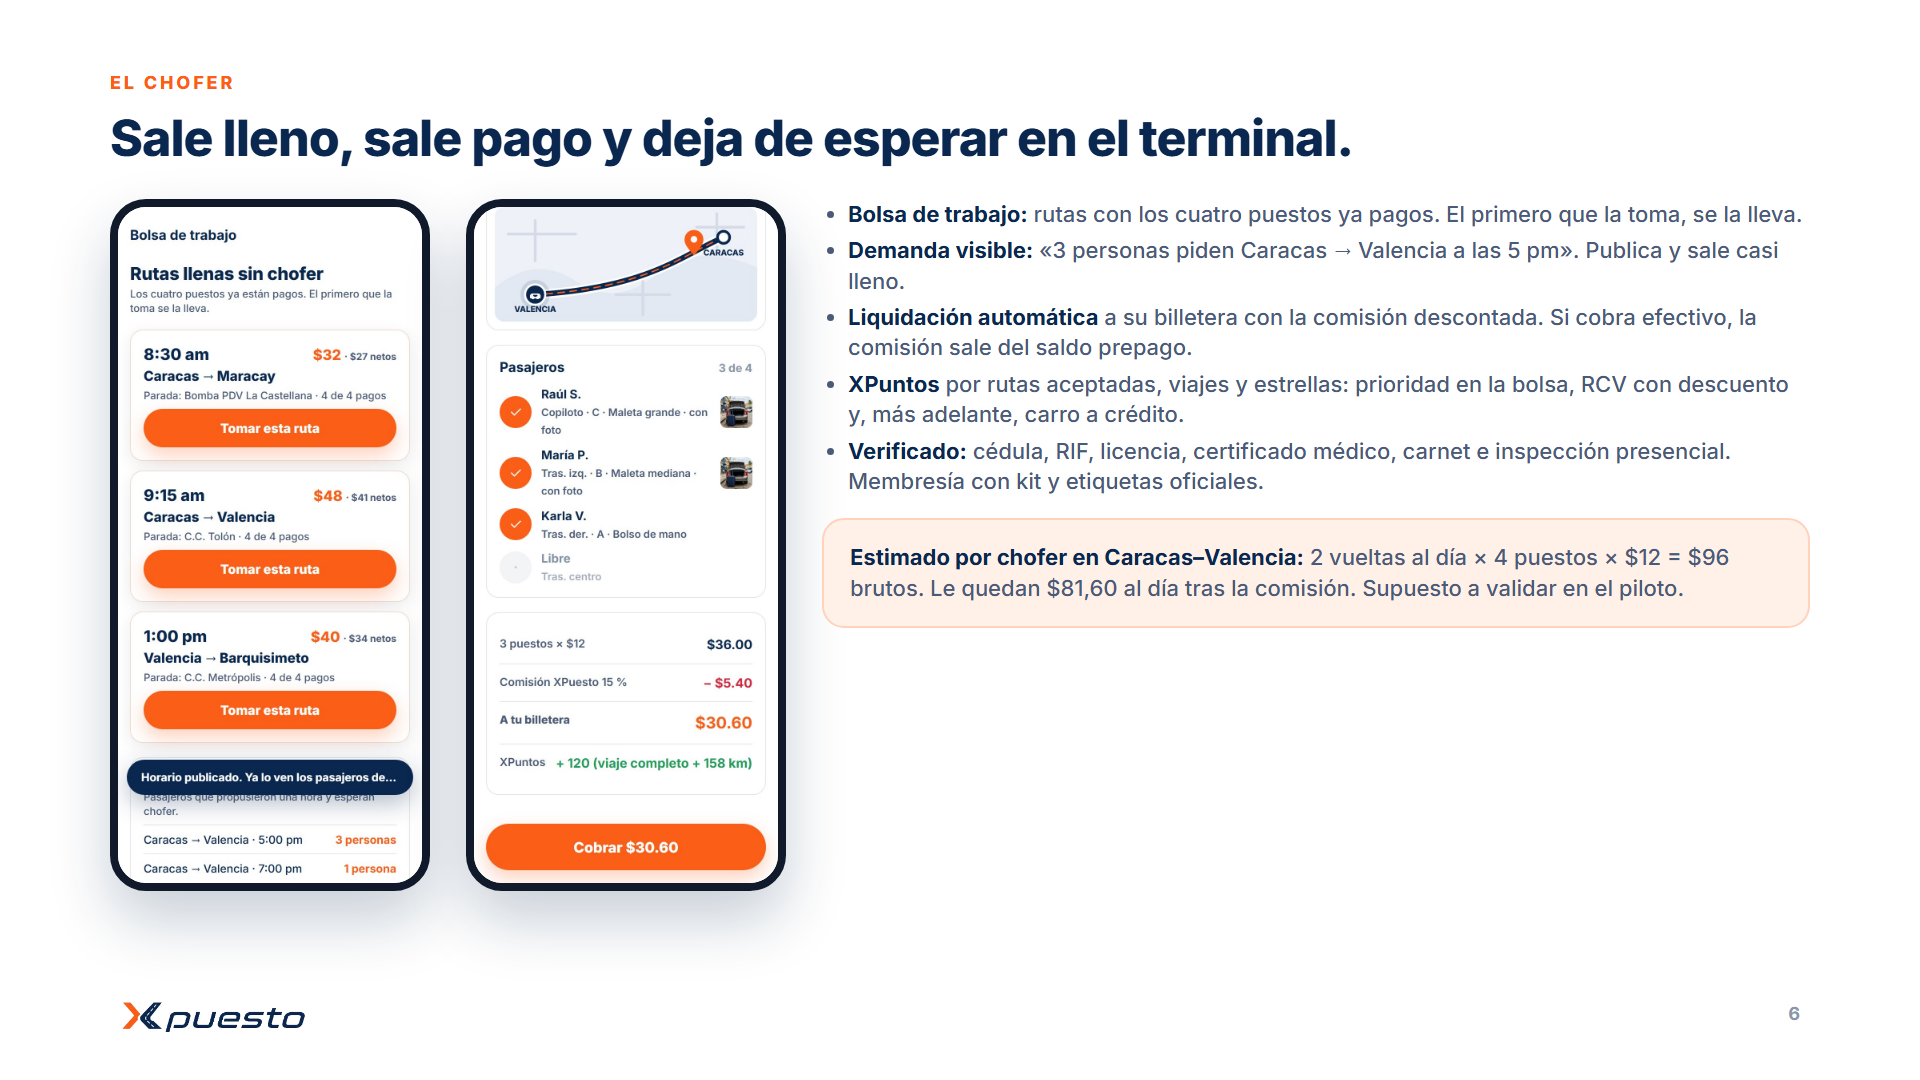 EL CHOFER
Sale lleno, sale pago y deja de esperar en el terminal.
Bolsa de trabajo
Rutas llenas sin chofer
Los cuatro puestos ya están pagos. El primero que la
toma se la lleva.
8:30 am $32 · $27 netos
Caracas → Maracay
Parada: Bomba PDV La Castellana · 4 de 4 pagos
Tomar esta ruta
9:15 am $48 · $41 netos
Caracas → Valencia
Parada: C.C. Tolón · 4 de 4 pagos
Tomar esta ruta
1:00 pm $40 · $34 netos
Valencia → Barquisimeto
Parada: C.C. Metrópolis · 4 de 4 pagos
Tomar esta ruta
Horario publicado. Ya lo ven los pasajeros de...
Pasajeros que propusieron una hora y esperan
chofer.
Caracas → Valencia · 5:00 pm 3 personas
Caracas → Valencia · 7:00 pm 1 persona
CARACAS
VALENCIA
Pasajeros 3 de 4
Raúl S.
Copiloto · C · Maleta grande · con
foto
María P.
Tras. izq. · B · Maleta mediana ·
con foto
Karla V.
Tras. der. · A · Bolso de mano
Libre
Tras. centro
3 puestos × $12 $36.00
Comisión XPuesto 15 % – $5.40
A tu billetera $30.60
XPuntos + 120 (viaje completo + 158 km)
Cobrar $30.60
• Bolsa de trabajo: rutas con los cuatro puestos ya pagos. El primero que la toma, se la lleva.
• Demanda visible: «3 personas piden Caracas → Valencia a las 5 pm». Publica y sale casi
lleno.
• Liquidación automática a su billetera con la comisión descontada. Si cobra efectivo, la
comisión sale del saldo prepago.
• XPuntos por rutas aceptadas, viajes y estrellas: prioridad en la bolsa, RCV con descuento
y, más adelante, carro a crédito.
• Verificado: cédula, RIF, licencia, certificado médico, carnet e inspección presencial.
Membresía con kit y etiquetas oficiales.
Estimado por chofer en Caracas–Valencia: 2 vueltas al día × 4 puestos × $12 = $96
brutos. Le quedan $81,60 al día tras la comisión. Supuesto a validar en el piloto.
Xpuesto
6